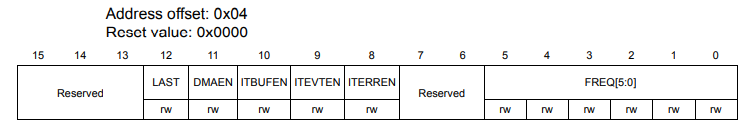 Address offset: 0x04
Reset value: 0x0000
15 14 13 12 11 10 9 8 7 6 5 4 3 2 1 0
Reserved LAST DMAEN ITBUFEN ITEVTEN ITERREN Reserved FREQ[5:0]
rw rw rw rw rw rw rw rw rw rw rw